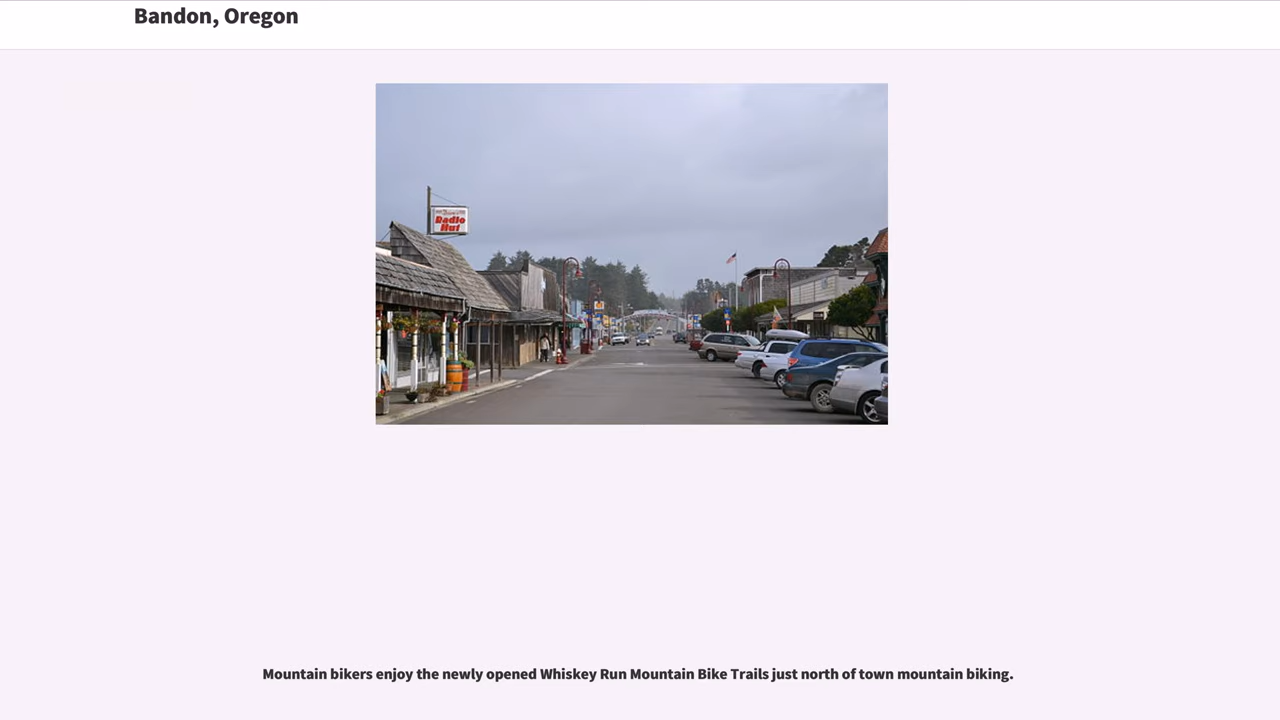 Bandon, Oregon
Radio
Hut
Mountain bikers enjoy the newly opened Whiskey Run Mountain Bike Trails just north of town mountain biking.